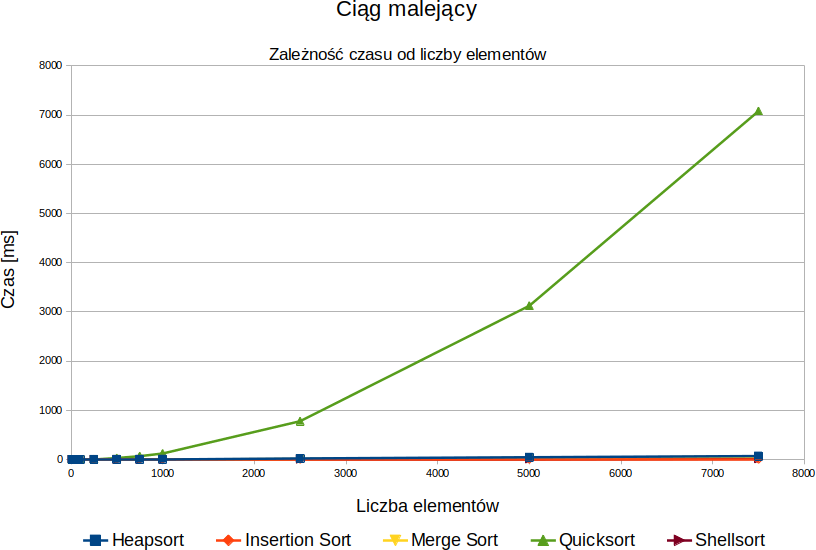 Ciąg malejący
Zależność czasu od liczby elementów
8000
7000
6000
5000
4000
3000
2000
1000
0
Czas [ms]
0 1000 2000 3000 4000 5000 6000 7000 8000
Liczba elementów
Heapsort Insertion Sort Merge Sort Quicksort Shellsort